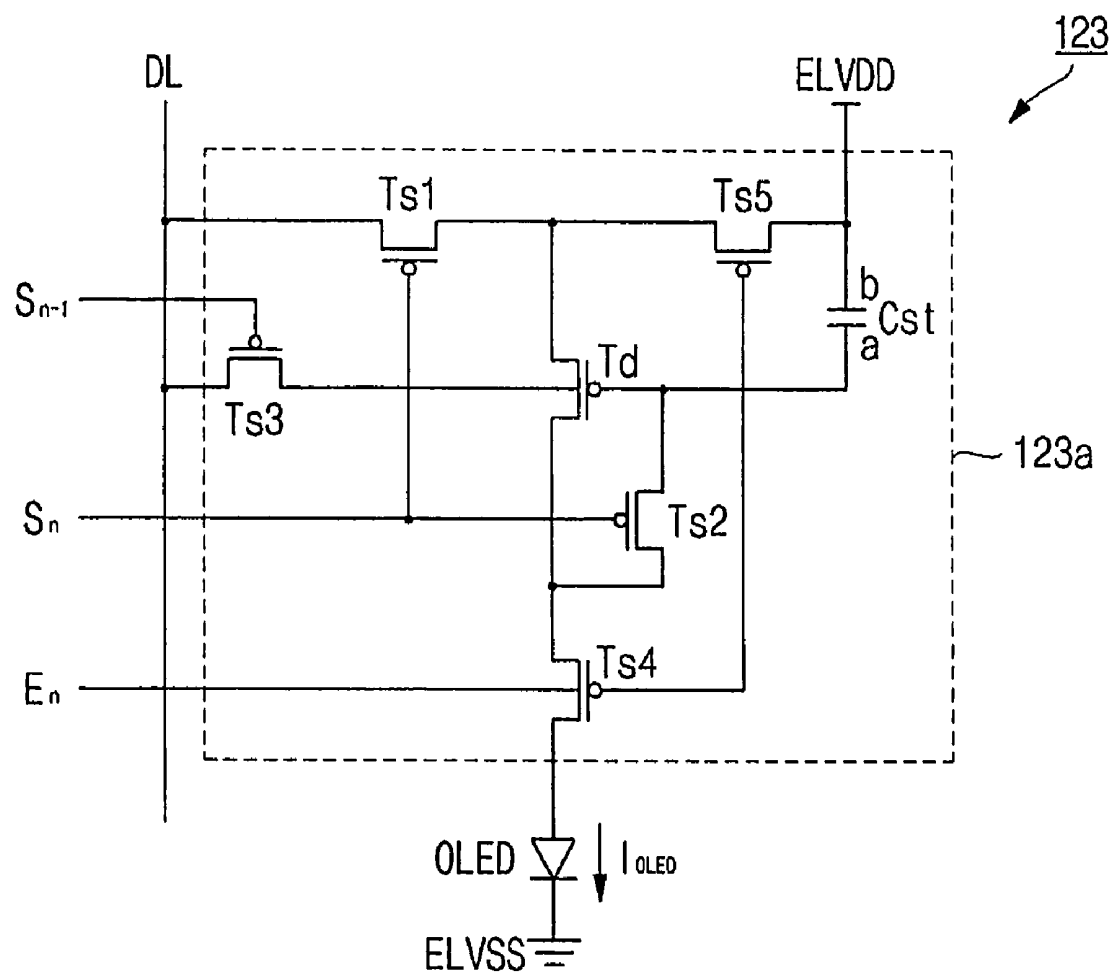 123
DL
ELVDD
Ts1
Ts5
Sn-1
b
Cst
a
Td
Ts3
123a
Sn
Ts2
Ts4
En
OLED
IOLED
ELVSS